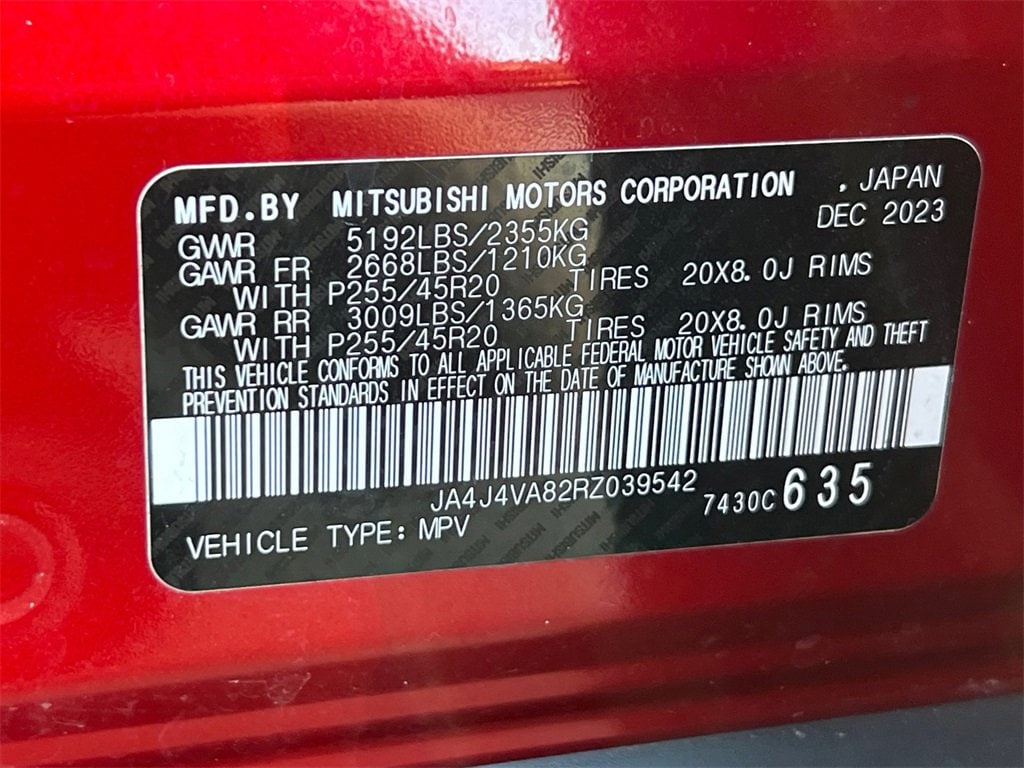 MFD.BY MITSUBISHI MOTORS CORPORATION . JAPAN
DEC 2023
GWVR 5192LBS/2355KG
GAWR FR 2668LBS/1210KG
WITH P255/45R20 TIRES 20X8.0J RIMS
GAWR RR 3009LBS/1365KG
WITH P255/45R20 TIRES 20X8.0J RIMS
THIS VEHICLE CONFORMS TO ALL APPLICABLE FEDERAL MOTOR VEHICLE SAFETY AND THEFT
PREVENTION STANDARDS IN EFFECT ON THE DATE OF MANUFACTURE SHOWN ABOVE.
JA4J4VA82RZ039542
7430C 635
VEHICLE TYPE: MPV